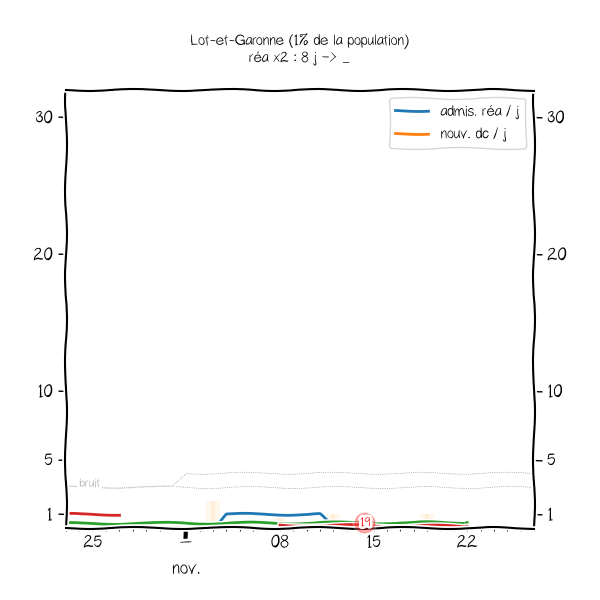 Lot-et-Garonne (1% de la population)
réa x2 : 8 j -> _
admis. réa / j
nouv. dc / j
30
30
20
20
10
10
5
5
bruit
1
1
19
25
1
08
15
22
nov.